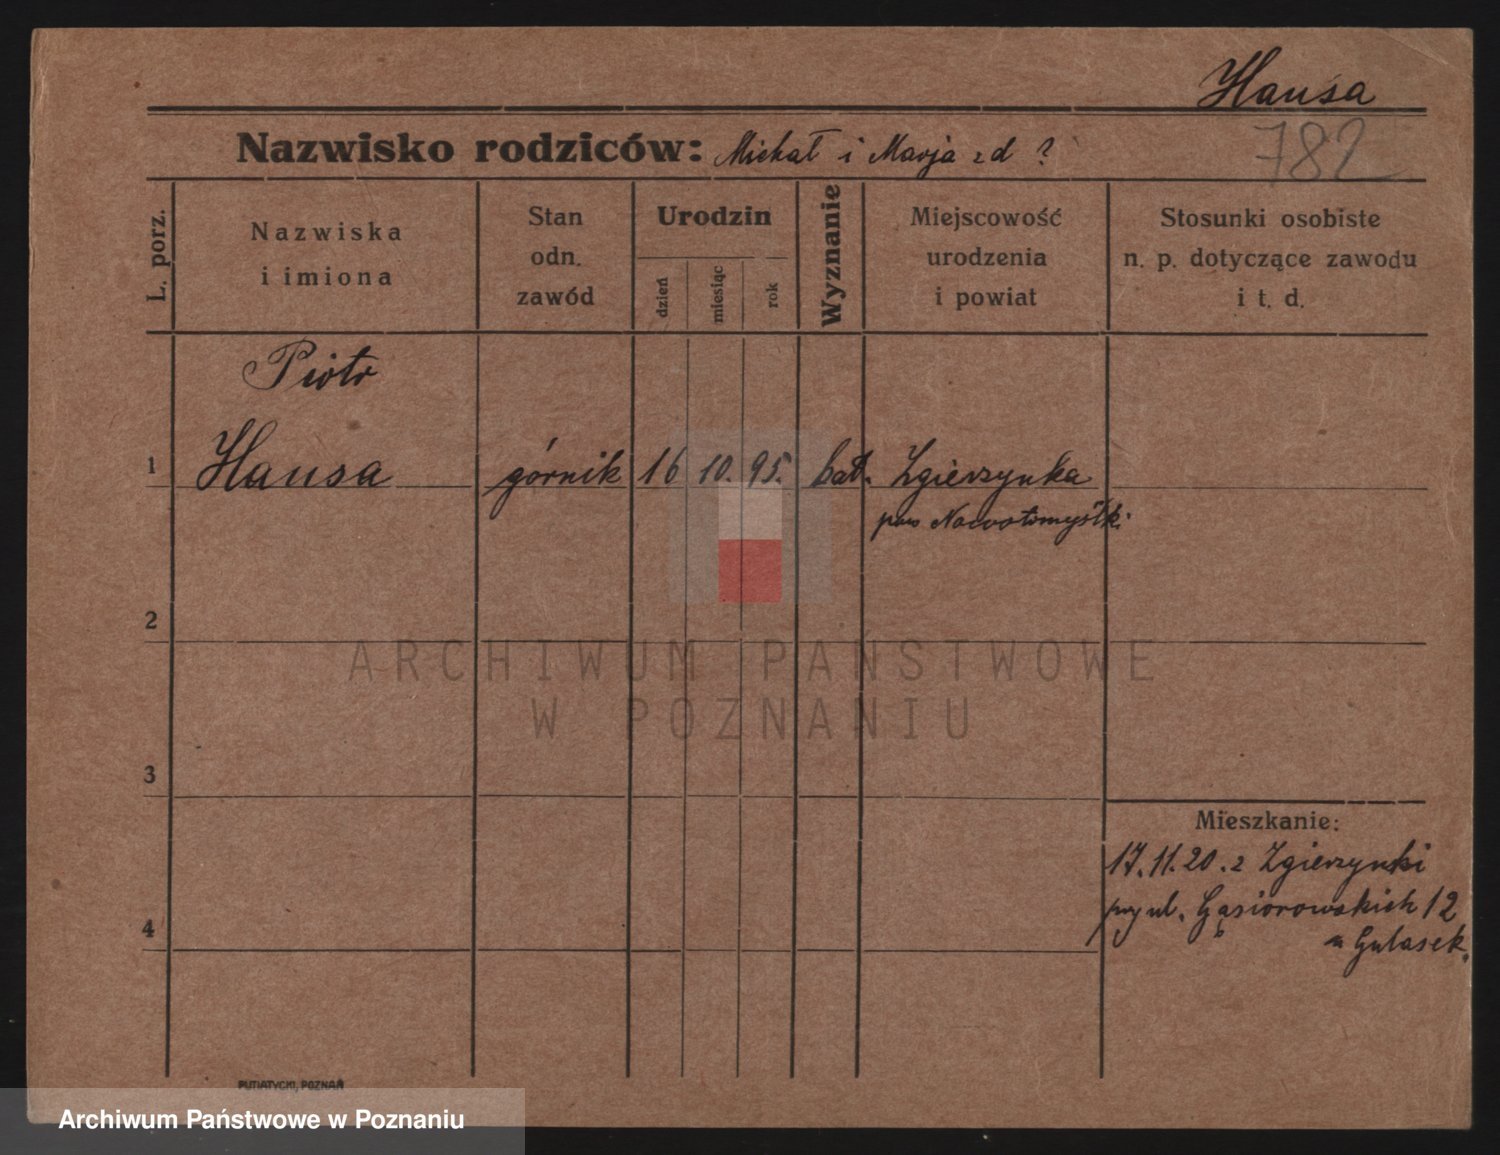 Hausa
Nazwisko rodziców: Michał i Marja zd ?
782
L. porz.
Nazwiska
i imiona
Stan
odn.
zawód
Urodzin
dzień
miesiąc
rok
Wyznanie
Miejscowość
urodzenia
i powiat
Stosunki osobiste
n. p. dotyczące zawodu
i t. d.
Piotr
1 Hausa górnik 16 10. 95. kat. Zgierzynka
pow Nowotomyślk.
2
ARCHIWUM PAŃSTWOWE
W POZNANIU
3
Mieszkanie:
17.11.20. z Zgierzynki
przy ul. Gąsiorowskich 12
4
u Gulasek.
PUTIATYCKI, POZNAŃ
Archiwum Państwowe w Poznaniu